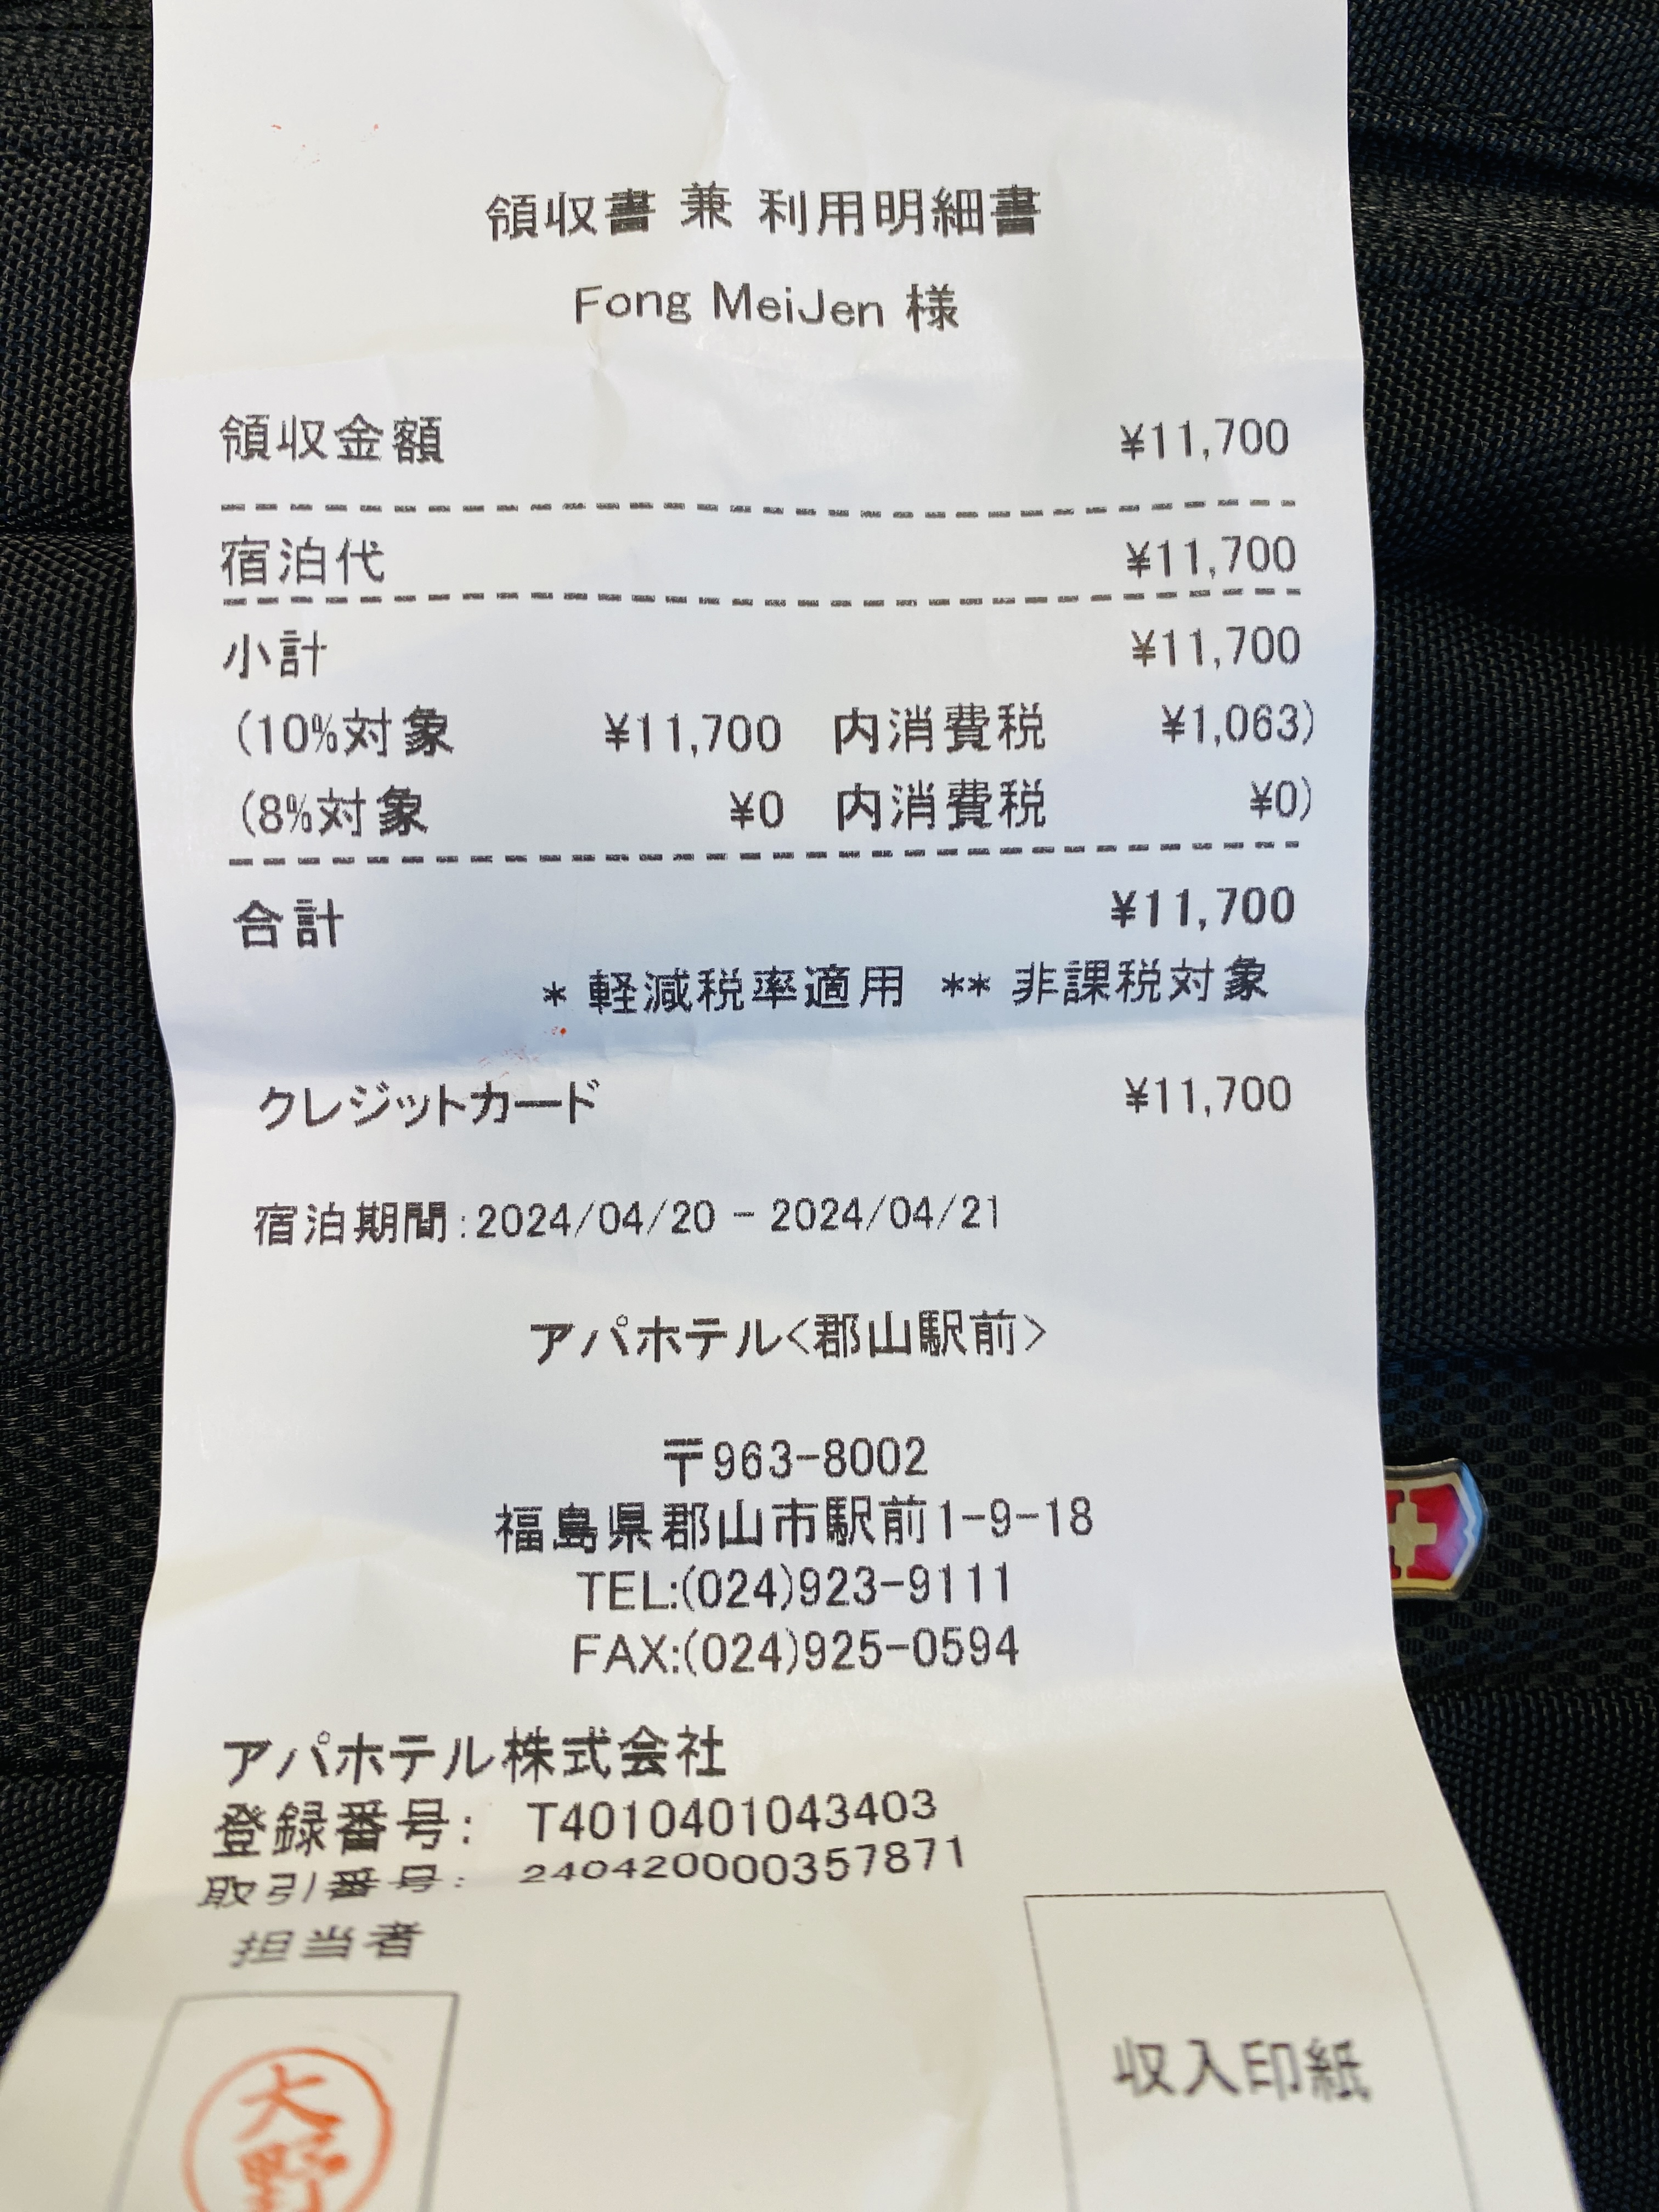 領収書 兼 利用明細書
Fong MeiJen 様
領収金額 ¥11,700
宿泊代 ¥11,700
小計 ¥11,700
(10%対象 ¥11,700 内消費税 ¥1,063)
(8%対象 ¥0 内消費税 ¥0)
合計 ¥11,700
* 軽減税率適用 ** 非課税対象
クレジットカード ¥11,700
宿泊期間:2024/04/20 - 2024/04/21
アパホテル<郡山駅前>
〒963-8002
福島県郡山市駅前1-9-18
TEL:(024)923-9111
FAX:(024)925-0594
アパホテル株式会社
登録番号: T4010401043403
取引番号: 240420000357871
担当者
収入印紙
大野